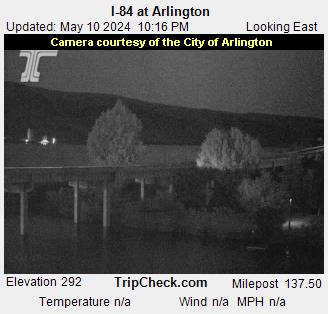 I-84 at Arlington
Updated: May 10 2024 10:16 PM Looking East
Camera courtesy of the City of Arlington
Elevation 292 TripCheck.com Milepost 137.50
Temperature n/a Wind n/a MPH n/a